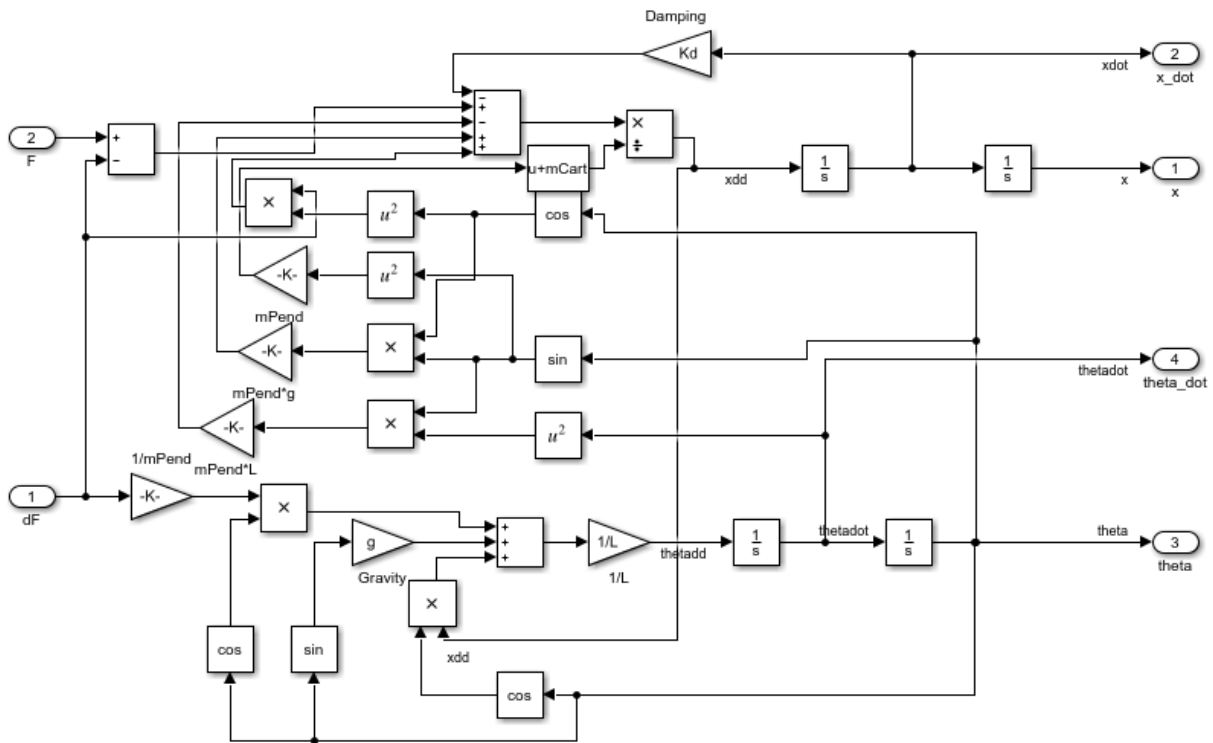 Damping
Kd
2
xdot
x_dot
−
+
−
+
+
2
F
+
−
×
÷
u+mCart
xdd
1
s
1
s
x
1
x
×
u²
cos
-K-
u²
mPend
-K-
×
sin
thetadot
4
theta_dot
mPend*g
-K-
×
u²
1/mPend
mPend*L
1
dF
-K-
×
+
+
+
g
Gravity
1/L
1/L
thetadd
1
s
thetadot
1
s
theta
3
theta
×
cos
sin
xdd
cos